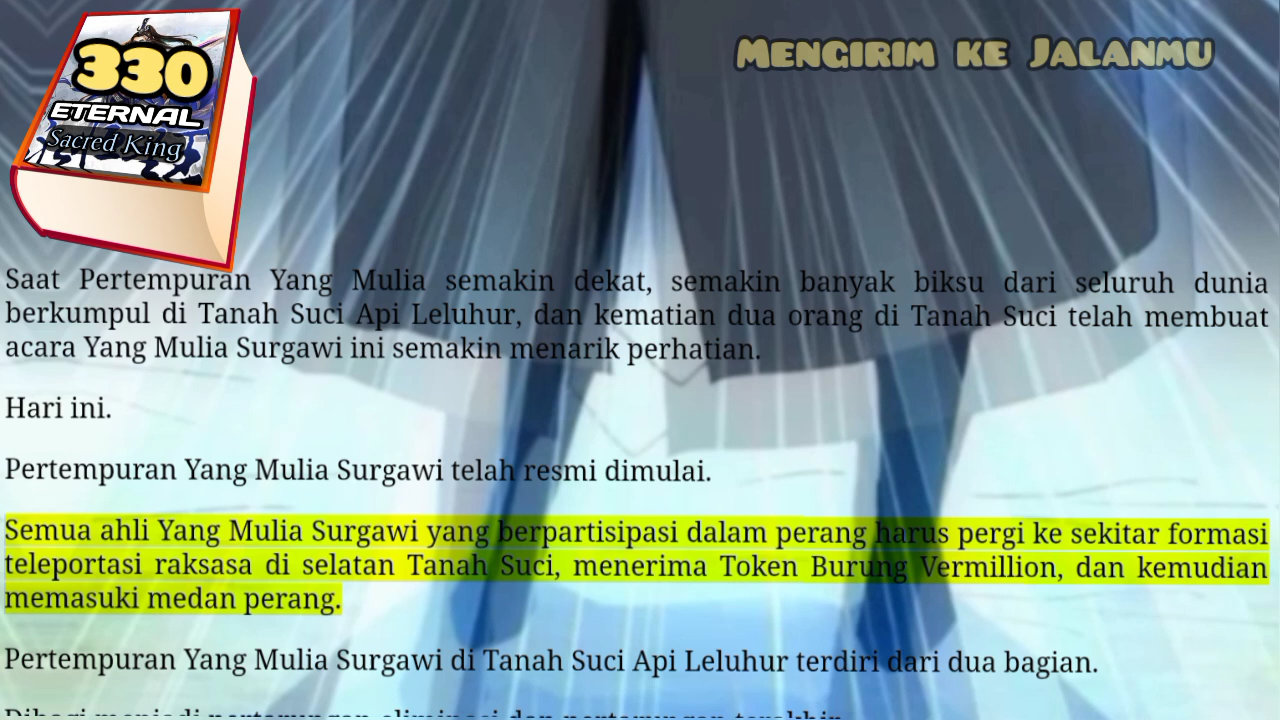 330
ETERNAL
Sacred King
Mengirim ke Jalanmu
Saat Pertempuran Yang Mulia semakin dekat, semakin banyak biksu dari seluruh dunia
berkumpul di Tanah Suci Api Leluhur, dan kematian dua orang di Tanah Suci telah membuat
acara Yang Mulia Surgawi ini semakin menarik perhatian.
Hari ini.
Pertempuran Yang Mulia Surgawi telah resmi dimulai.
Semua ahli Yang Mulia Surgawi yang berpartisipasi dalam perang harus pergi ke sekitar formasi
teleportasi raksasa di selatan Tanah Suci, menerima Token Burung Vermillion, dan kemudian
memasuki medan perang.
Pertempuran Yang Mulia Surgawi di Tanah Suci Api Leluhur terdiri dari dua bagian.